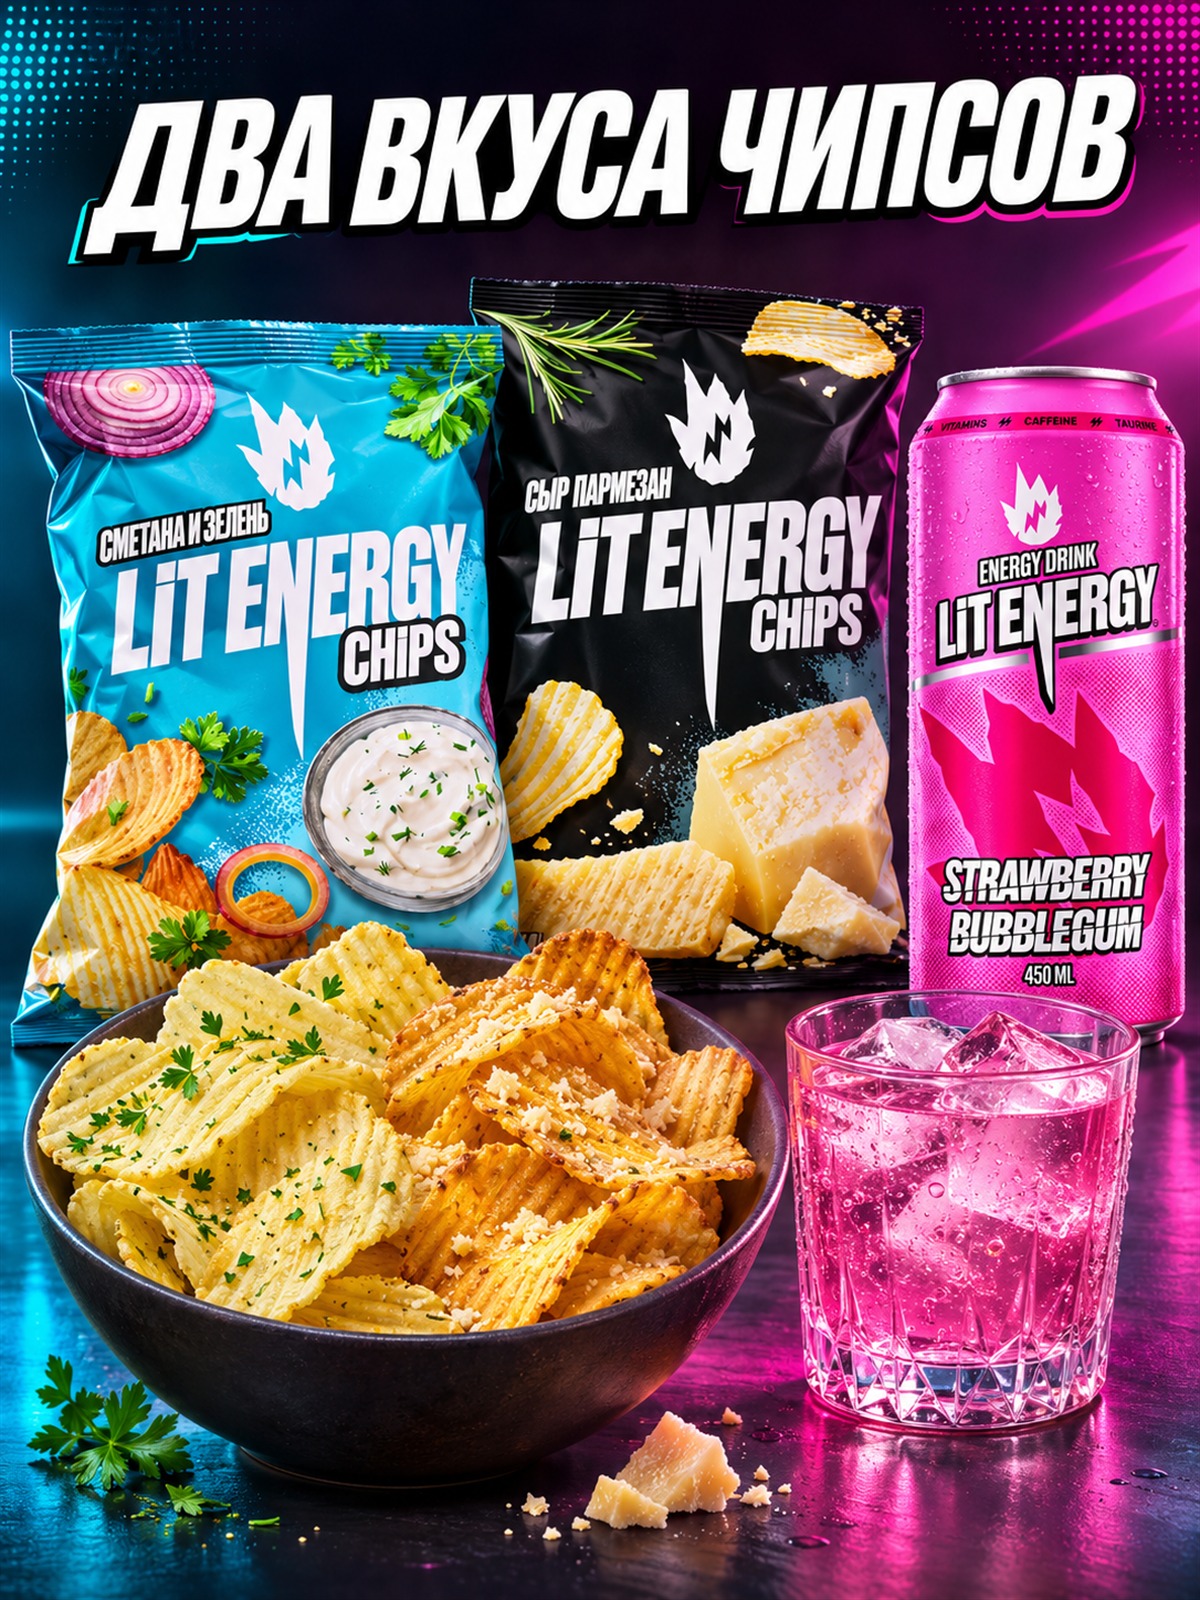 ДВА ВКУСА ЧИПСОВ
СМЕТАНА И ЗЕЛЕНЬ
LiT ENERGY
CHiPS
СЫР ПАРМЕЗАН
LiT ENERGY
CHiPS
VITAMINS CAFFEINE TAURINE
ENERGY DRINK
LiT ENERGY
STRAWBERRY
BUBBLEGUM
450 ML